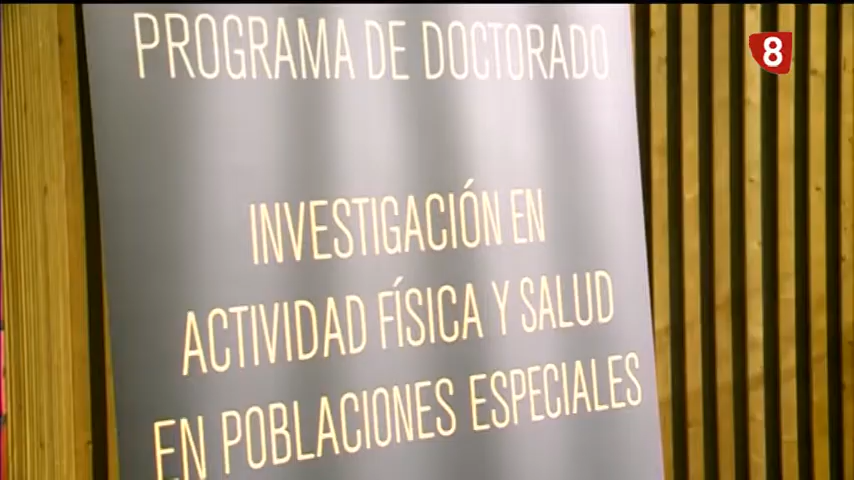 PROGRAMA DE DOCTORADO
8
INVESTIGACIÓN EN
ACTIVIDAD FÍSICA Y SALUD
EN POBLACIONES ESPECIALES